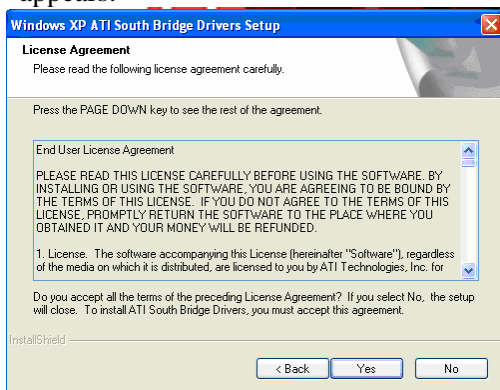 appears.
Windows XP ATI South Bridge Drivers Setup
License Agreement
Please read the following license agreement carefully.
Press the PAGE DOWN key to see the rest of the agreement.
End User License Agreement
PLEASE READ THIS LICENSE CAREFULLY BEFORE USING THE SOFTWARE. BY
INSTALLING OR USING THE SOFTWARE, YOU ARE AGREEING TO BE BOUND BY
THE TERMS OF THIS LICENSE. IF YOU DO NOT AGREE TO THE TERMS OF THIS
LICENSE, PROMPTLY RETURN THE SOFTWARE TO THE PLACE WHERE YOU
OBTAINED IT AND YOUR MONEY WILL BE REFUNDED.
1. License. The software accompanying this License (hereinafter "Software"), regardless
of the media on which it is distributed, are licensed to you by ATI Technologies, Inc. for
Do you accept all the terms of the preceding License Agreement? If you select No, the setup
will close. To install ATI South Bridge Drivers, you must accept this agreement.
InstallShield
< Back Yes No